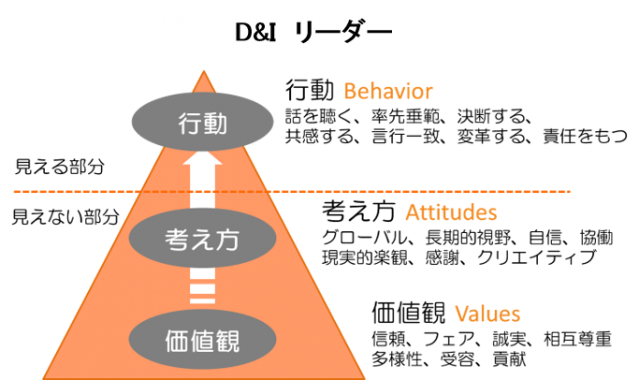 D&I リーダー
行動 Behavior
話を聴く、率先垂範、決断する、
共感する、言行一致、変革する、責任をもつ
行動
見える部分
見えない部分
考え方 Attitudes
グローバル、長期的視野、自信、協働
現実的楽観、感謝、クリエイティブ
考え方
価値観 Values
信頼、フェア、誠実、相互尊重
多様性、受容、貢献
価値観